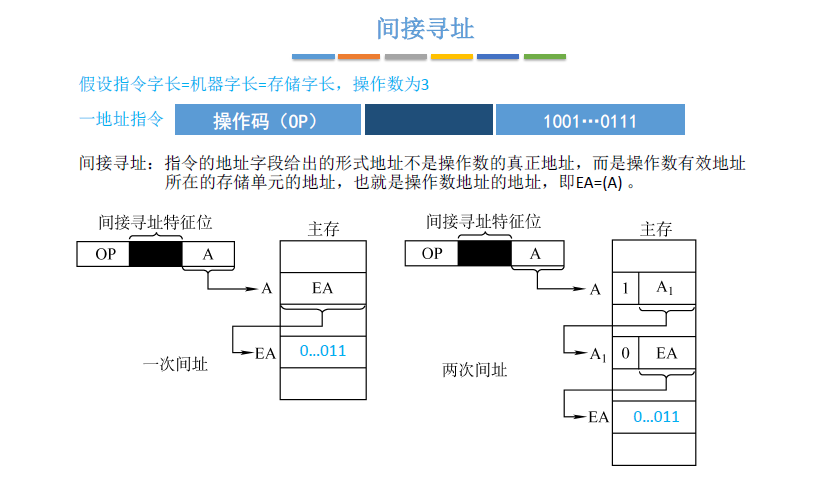 间接寻址
假设指令字长=机器字长=存储字长，操作数为3
一地址指令 操作码（OP） 1001…0111
间接寻址：指令的地址字段给出的形式地址不是操作数的真正地址，而是操作数有效地址
所在的存储单元的地址，也就是操作数地址的地址，即EA=(A) 。
间接寻址特征位
主存
OP A
A EA
EA 0…011
一次间址
间接寻址特征位
主存
OP A
A 1 A₁
A₁ 0 EA
两次间址
EA 0…011